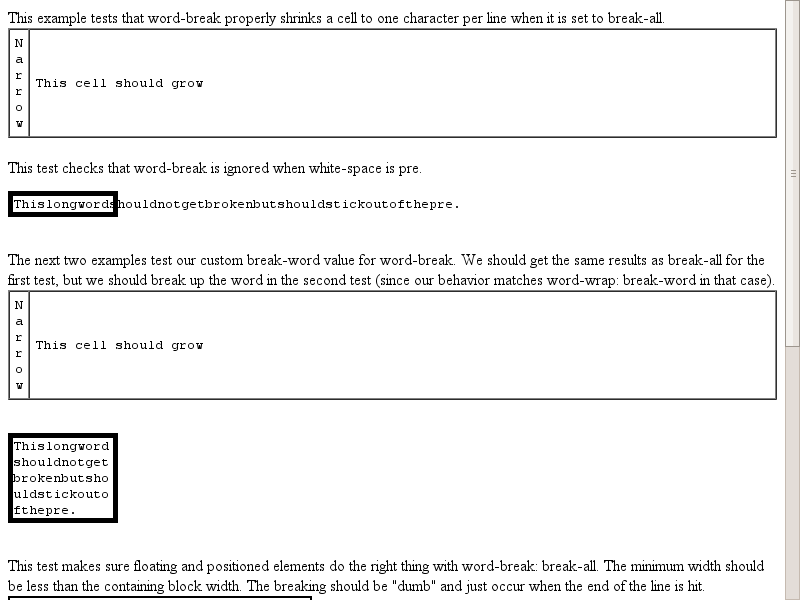 This example tests that word-break properly shrinks a cell to one character per line when it is set to break-all.
N
a
r
r
o
w
This cell should grow
This test checks that word-break is ignored when white-space is pre.
Thislongwordshouldnotgetbrokenbutshouldstickoutofthepre.
The next two examples test our custom break-word value for word-break. We should get the same results as break-all for the
first test, but we should break up the word in the second test (since our behavior matches word-wrap: break-word in that case).
N
a
r
r
o
w
This cell should grow
Thislongword
shouldnotget
brokenbutsho
uldstickouto
fthepre.
This test makes sure floating and positioned elements do the right thing with word-break: break-all. The minimum width should
be less than the containing block width. The breaking should be "dumb" and just occur when the end of the line is hit.